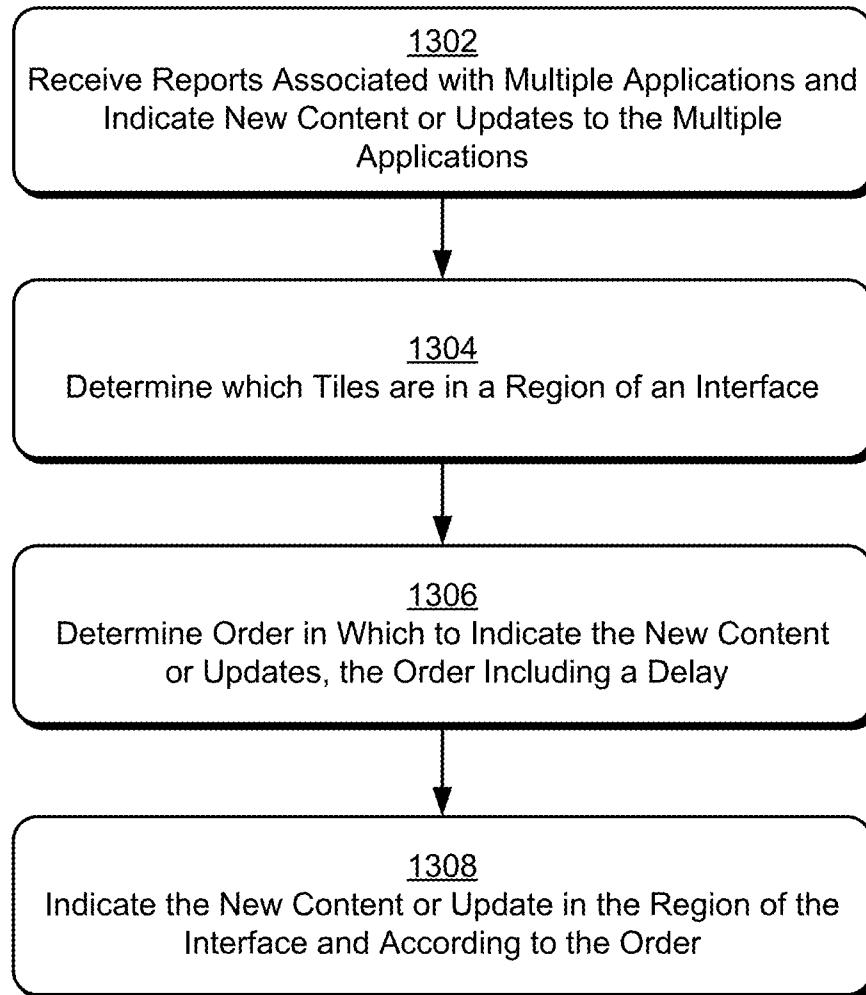 1302
Receive Reports Associated with Multiple Applications and
Indicate New Content or Updates to the Multiple
Applications
1304
Determine which Tiles are in a Region of an Interface
1306
Determine Order in Which to Indicate the New Content
or Updates, the Order Including a Delay
1308
Indicate the New Content or Update in the Region of the
Interface and According to the Order